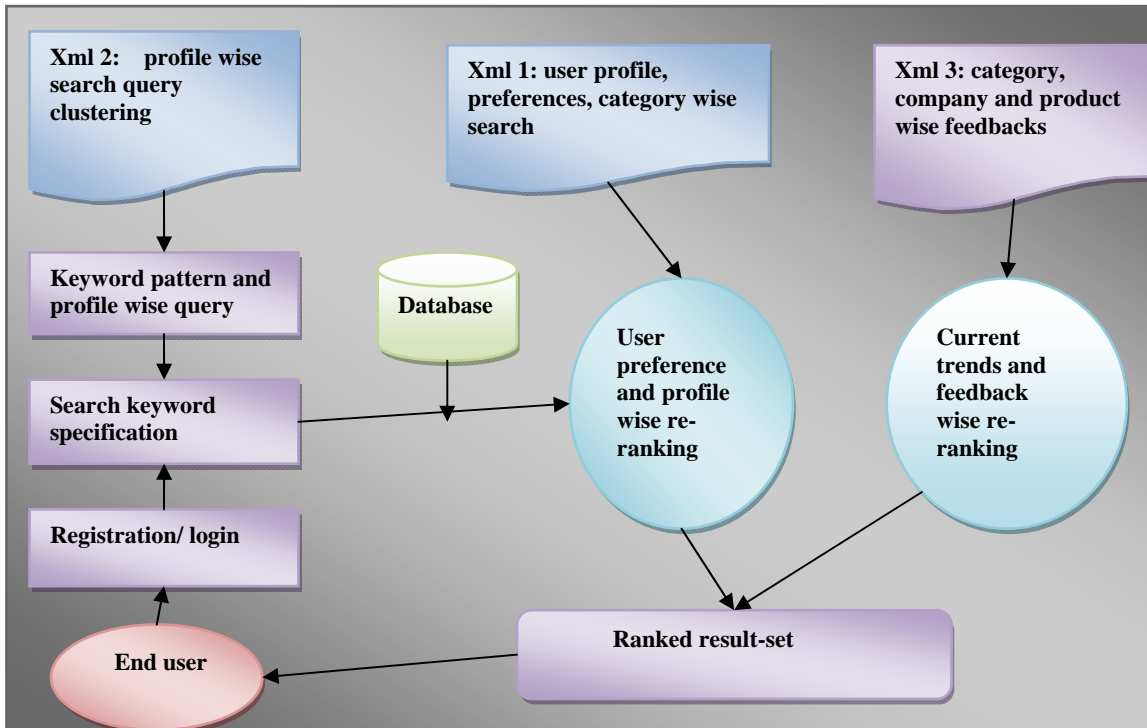 Xml 2: profile wise
search query
clustering
Xml 1: user profile,
preferences, category wise
search
Xml 3: category,
company and product
wise feedbacks
Keyword pattern and
profile wise query
Database
User
preference
and profile
wise re-
ranking
Current
trends and
feedback
wise re-
ranking
Search keyword
specification
Registration/ login
End user
Ranked result-set